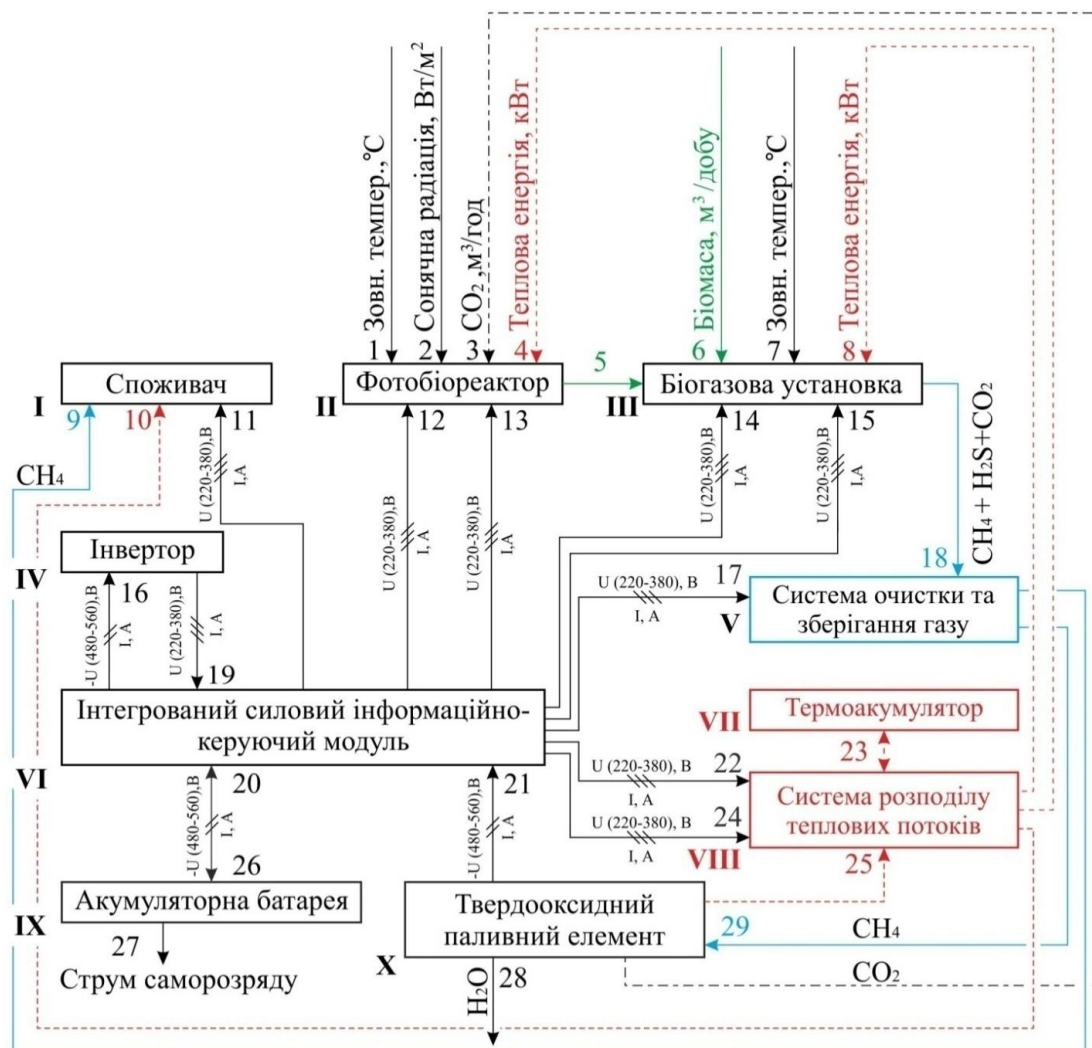 Зовн. темпер.,°C
Сонячна радіація, Вт/м²
CO₂ ,м³/год
Теплова енергія, кВт
Біомаса, м³/добу
Зовн. темпер.,°C
Теплова енергія, кВт
1
2
3
4
5
6
7
8
I
Споживач
II
Фотобіореактор
III
Біогазова установка
9
10
11
12
13
14
15
CH₄
U (220-380),В
I,A
U (220-380),В
I, A
U (220-380),В
I, A
U (220-380),В
I, A
U (220-380),В
I, A
CH₄ + H₂S+CO₂
IV
Інвертор
16
-U (480-560),В
I, A
U (220-380),В
I, A
19
17
U (220-380), В
I, A
18
V
Система очистки та
зберігання газу
VI
Інтегрований силовий інформаційно-
керуючий модуль
VII
Термоакумулятор
23
20
-U (480-560),В
I, A
26
21
-U (480-560),В
I, A
U (220-380), В
22
I, A
U (220-380), В
24
I, A
VIII
Система розподілу
теплових потоків
25
IX
Акумуляторна батарея
27
Струм саморозряду
X
Твердооксидний
паливний елемент
28
H₂O
29
CH₄
CO₂